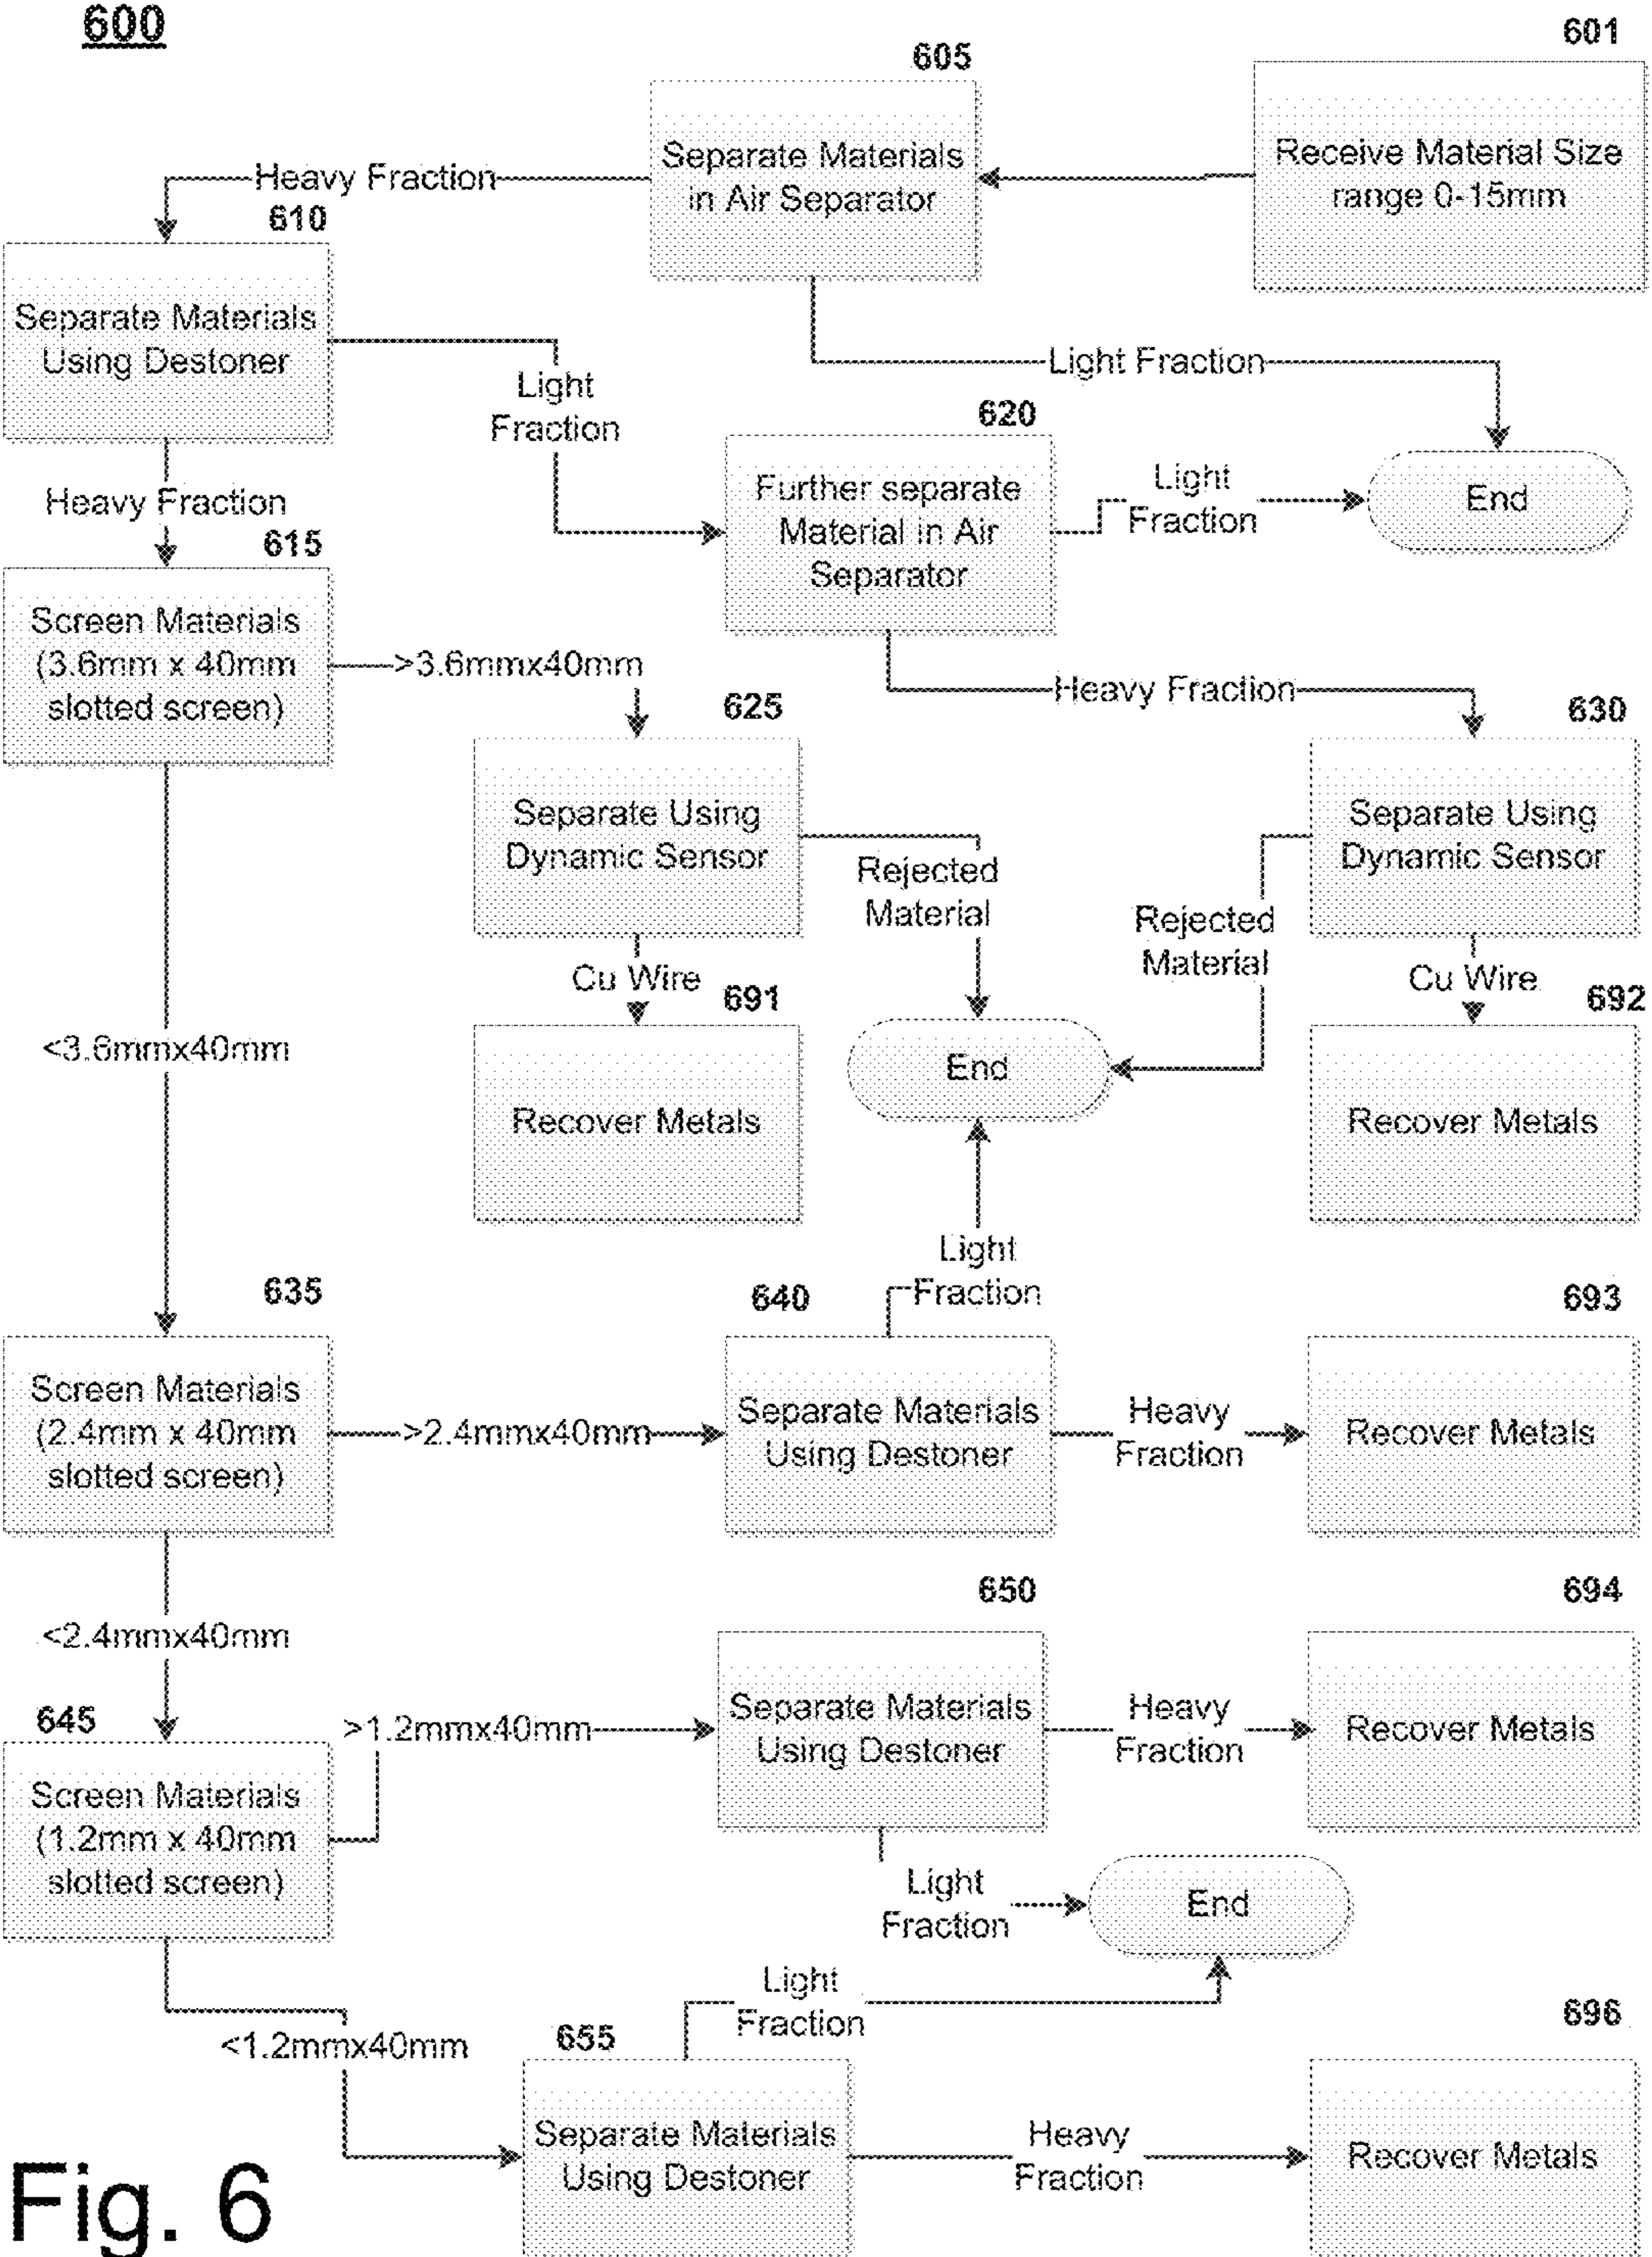 600
601
605
Receive Material Size
range 0-15mm
Separate Materials
in Air Separator
Heavy Fraction
610
Separate Materials
Using Destoner
Light Fraction
Light
Fraction
620
Further separate
Material in Air
Separator
Light
Fraction
End
Heavy Fraction
615
Screen Materials
(3.6mm x 40mm
slotted screen)
>3.6mmx40mm
Heavy Fraction
625
630
Separate Using
Dynamic Sensor
Rejected
Material
Separate Using
Dynamic Sensor
Rejected
Material
Cu Wire
691
Cu Wire
692
<3.6mmx40mm
Recover Metals
End
Recover Metals
Light
Fraction
635
640
693
Screen Materials
(2.4mm x 40mm
slotted screen)
>2.4mmx40mm
Separate Materials
Using Destoner
Heavy
Fraction
Recover Metals
650
694
<2.4mmx40mm
645
>1.2mmx40mm
Separate Materials
Using Destoner
Heavy
Fraction
Recover Metals
Screen Materials
(1.2mm x 40mm
slotted screen)
Light
Fraction
End
Light
Fraction
<1.2mmx40mm
655
696
Separate Materials
Using Destoner
Heavy
Fraction
Recover Metals
Fig. 6